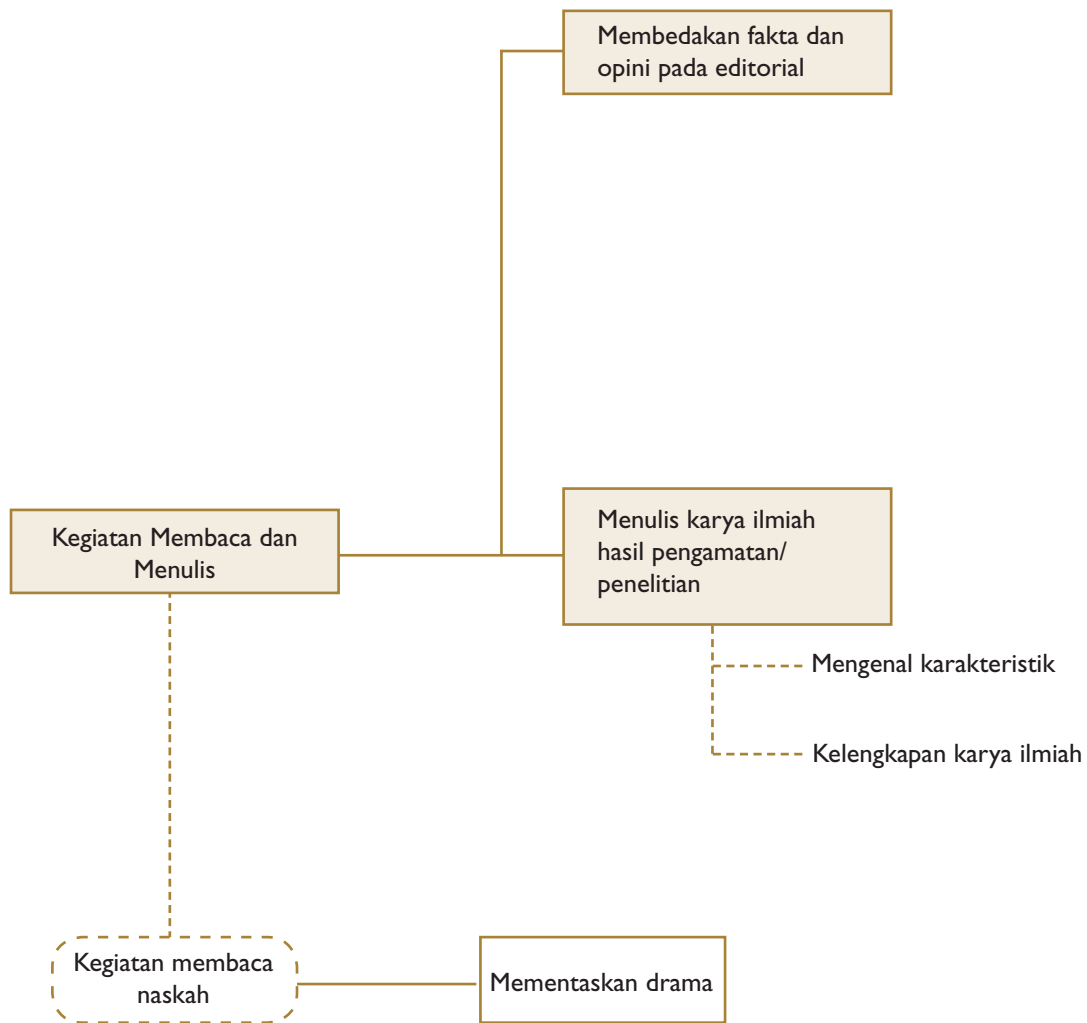 Membedakan fakta dan
opini pada editorial
Kegiatan Membaca dan
Menulis
Menulis karya ilmiah
hasil pengamatan/
penelitian
Mengenal karakteristik
Kelengkapan karya ilmiah
Kegiatan membaca
naskah
Mementaskan drama